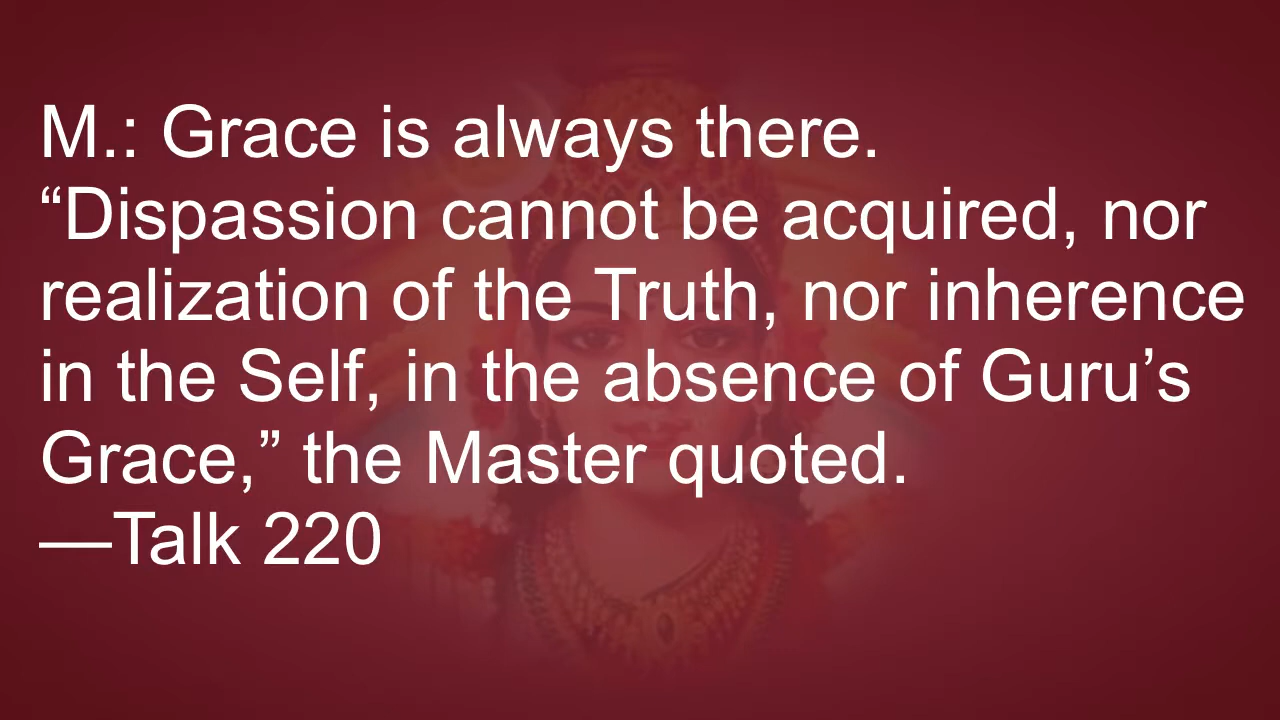 M.: Grace is always there.
“Dispassion cannot be acquired, nor
realization of the Truth, nor inherence
in the Self, in the absence of Guru’s
Grace,” the Master quoted.
—Talk 220